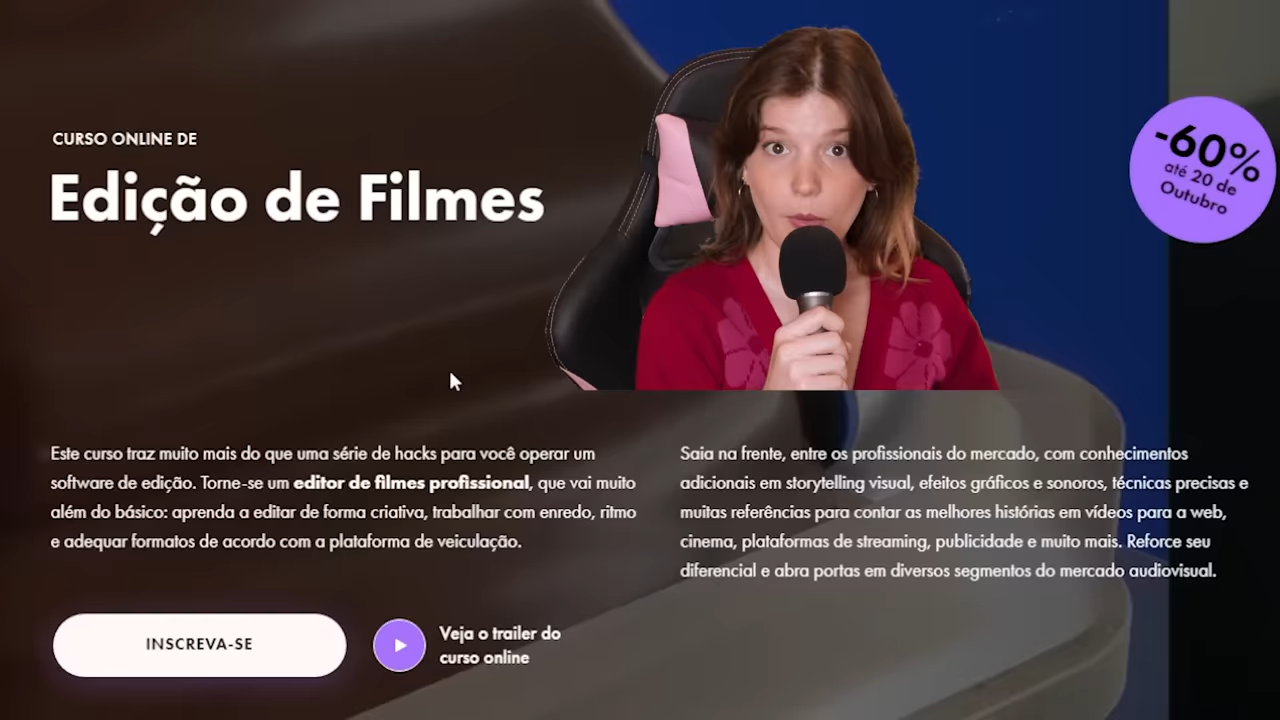 CURSO ONLINE DE
Edição de Filmes
-60%
até 20 de
Outubro
Este curso traz muito mais do que uma série de hacks para você operar um
software de edição. Torne-se um editor de filmes profissional, que vai muito
além do básico: aprenda a editar de forma criativa, trabalhar com enredo, ritmo
e adequar formatos de acordo com a plataforma de veiculação.
Saia na frente, entre os profissionais do mercado, com conhecimentos
adicionais em storytelling visual, efeitos gráficos e sonoros, técnicas precisas e
muitas referências para contar as melhores histórias em vídeos para a web,
cinema, plataformas de streaming, publicidade e muito mais. Reforce seu
diferencial e abra portas em diversos segmentos do mercado audiovisual.
INSCREVA-SE
Veja o trailer do
curso online